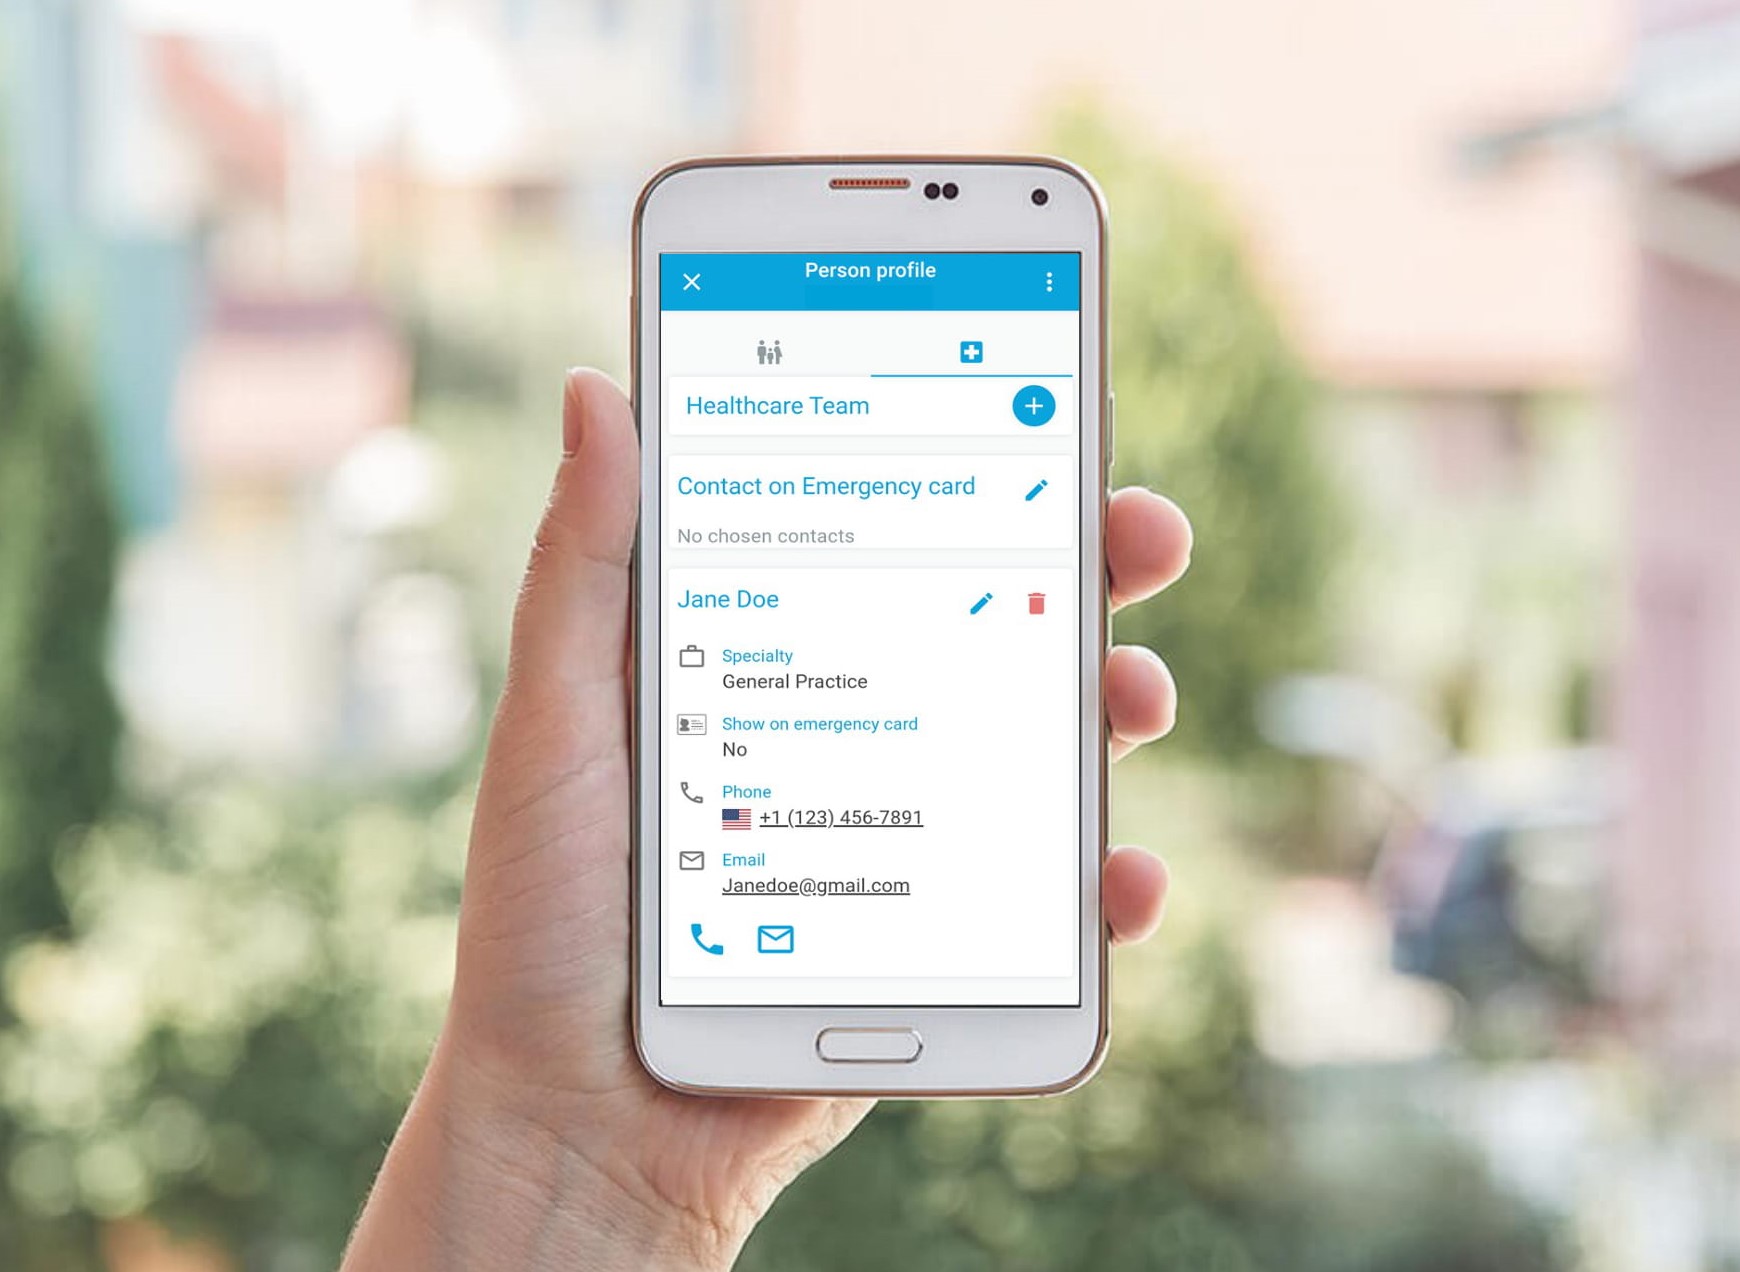 Person profile
Healthcare Team
Contact on Emergency card
No chosen contacts
Jane Doe
Specialty
General Practice
Show on emergency card
No
Phone
+1 (123) 456-7891
Email
Janedoe@gmail.com